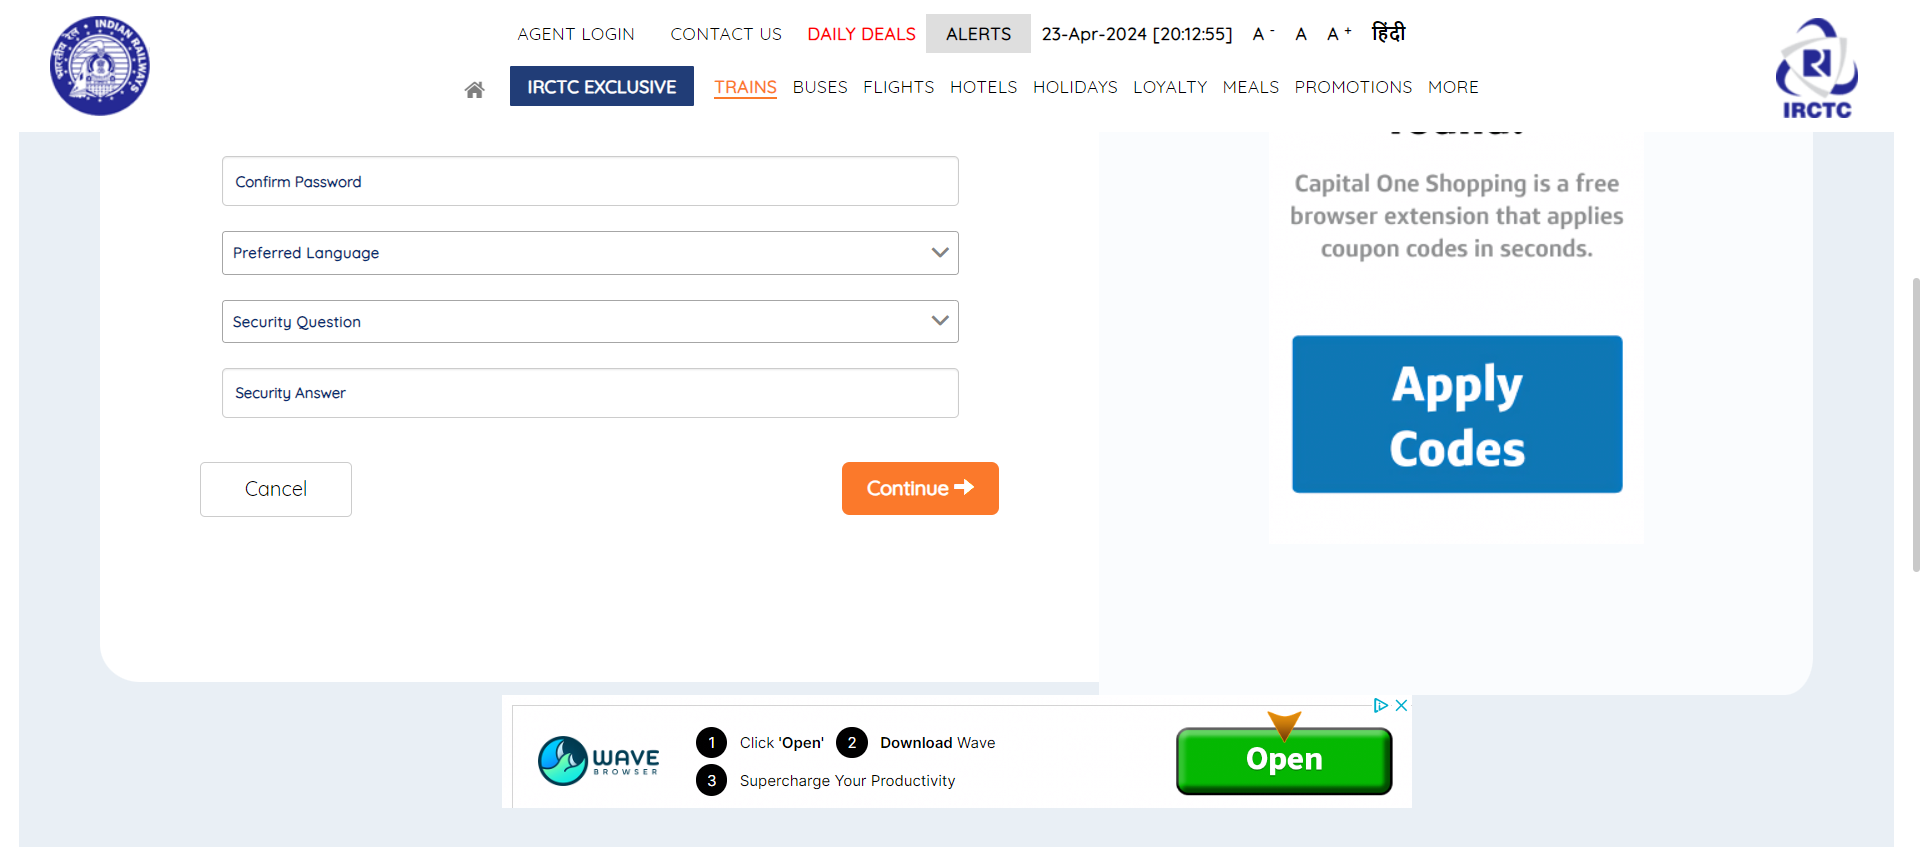 भारतीय रेल INDIAN RAILWAYS
AGENT LOGIN CONTACT US DAILY DEALS ALERTS 23-Apr-2024 [20:12:55] A - A A + हिंदी
IRCTC EXCLUSIVE TRAINS BUSES FLIGHTS HOTELS HOLIDAYS LOYALTY MEALS PROMOTIONS MORE
IRCTC
Confirm Password
Preferred Language
Security Question
Security Answer
Cancel
Continue
Capital One Shopping is a free
browser extension that applies
coupon codes in seconds.
Apply
Codes
WAVE
BROWSER
1 Click 'Open' 2 Download Wave
3 Supercharge Your Productivity
Open